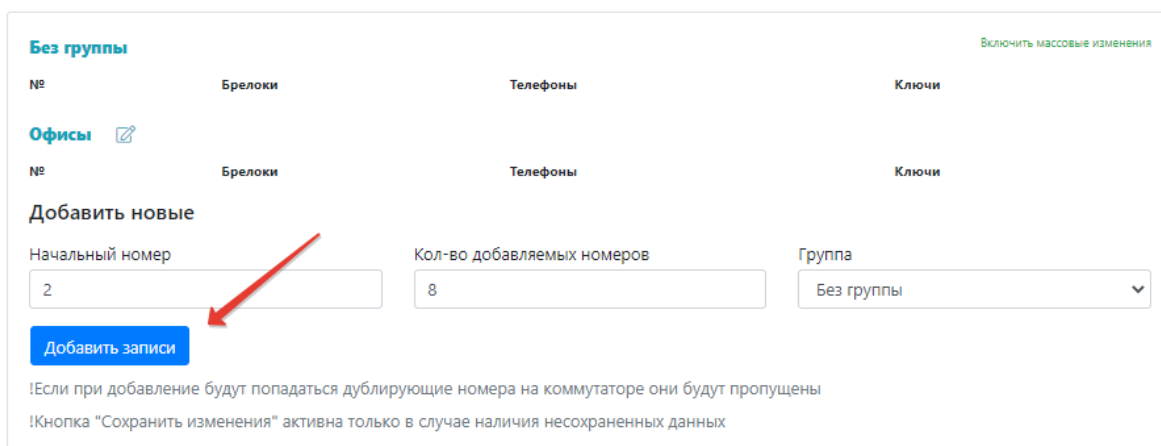 Без группы Включить массовые изменения
№ Брелоки Телефоны Ключи
Офисы
№ Брелоки Телефоны Ключи
Добавить новые
Начальный номер Кол-во добавляемых номеров Группа
2 8 Без группы
Добавить записи
!Если при добавление будут попадаться дублирующие номера на коммутаторе они будут пропущены
!Кнопка "Сохранить изменения" активна только в случае наличия несохраненных данных